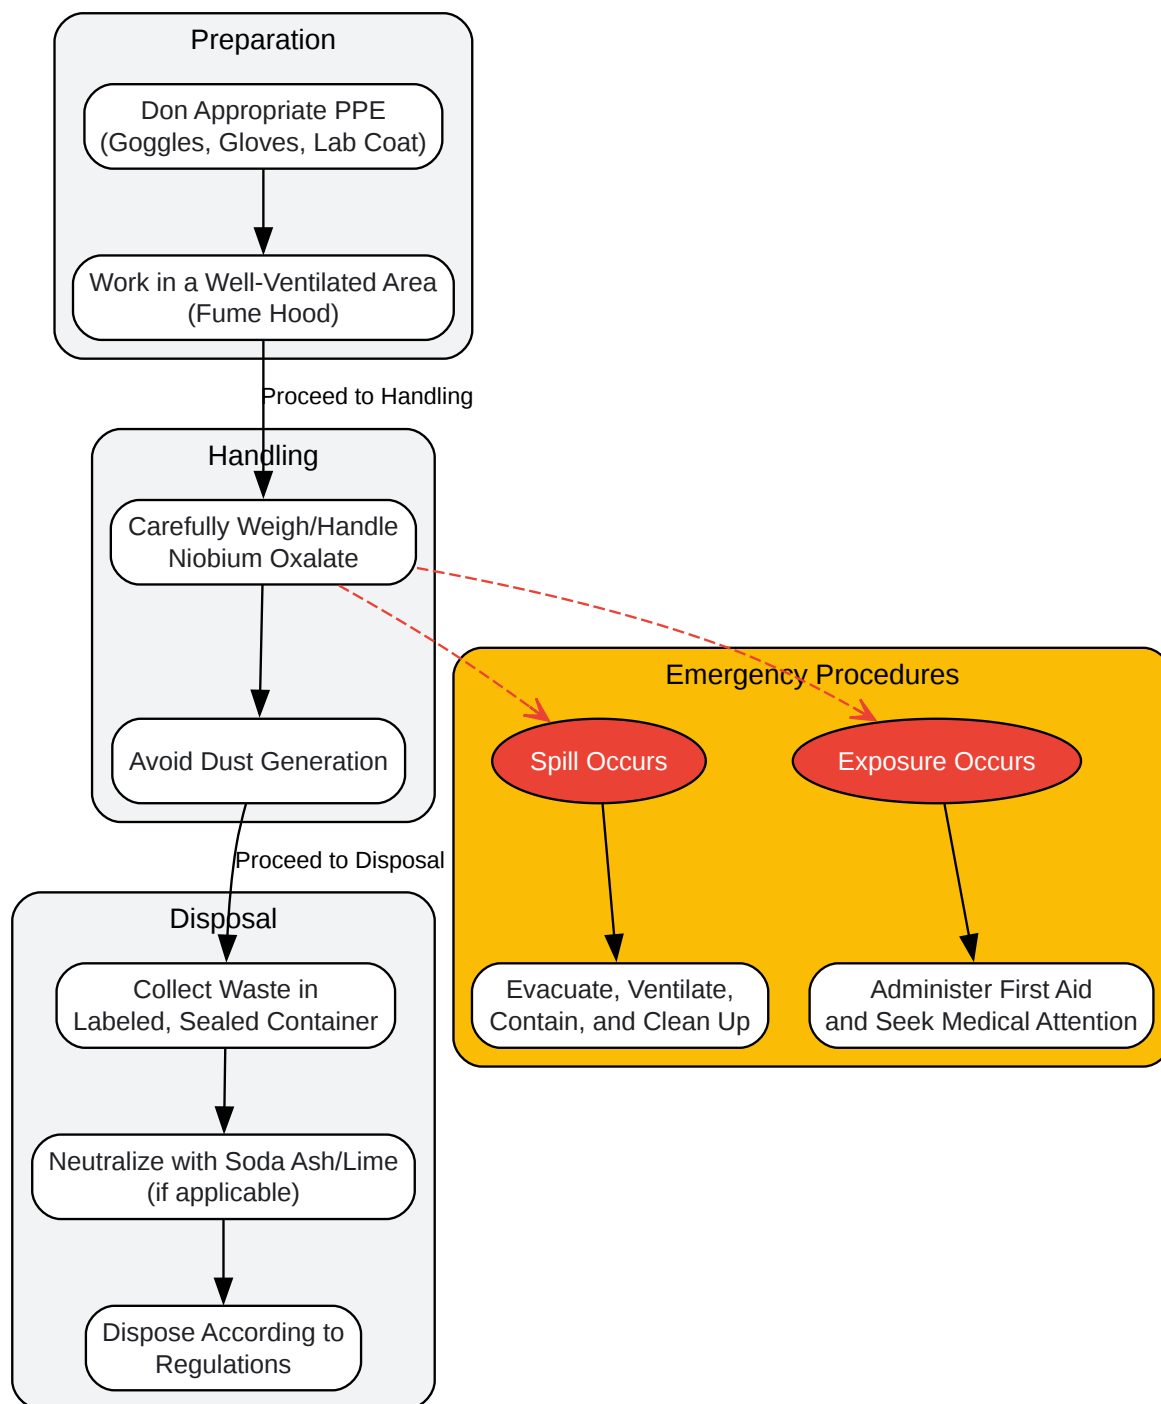 Preparation
Don Appropriate PPE
(Goggles, Gloves, Lab Coat)
Work in a Well-Ventilated Area
(Fume Hood)
Proceed to Handling
Handling
Carefully Weigh/Handle
Niobium Oxalate
Avoid Dust Generation
Proceed to Disposal
Disposal
Collect Waste in
Labeled, Sealed Container
Neutralize with Soda Ash/Lime
(if applicable)
Dispose According to
Regulations
Emergency Procedures
Spill Occurs
Exposure Occurs
Evacuate, Ventilate,
Contain, and Clean Up
Administer First Aid
and Seek Medical Attention